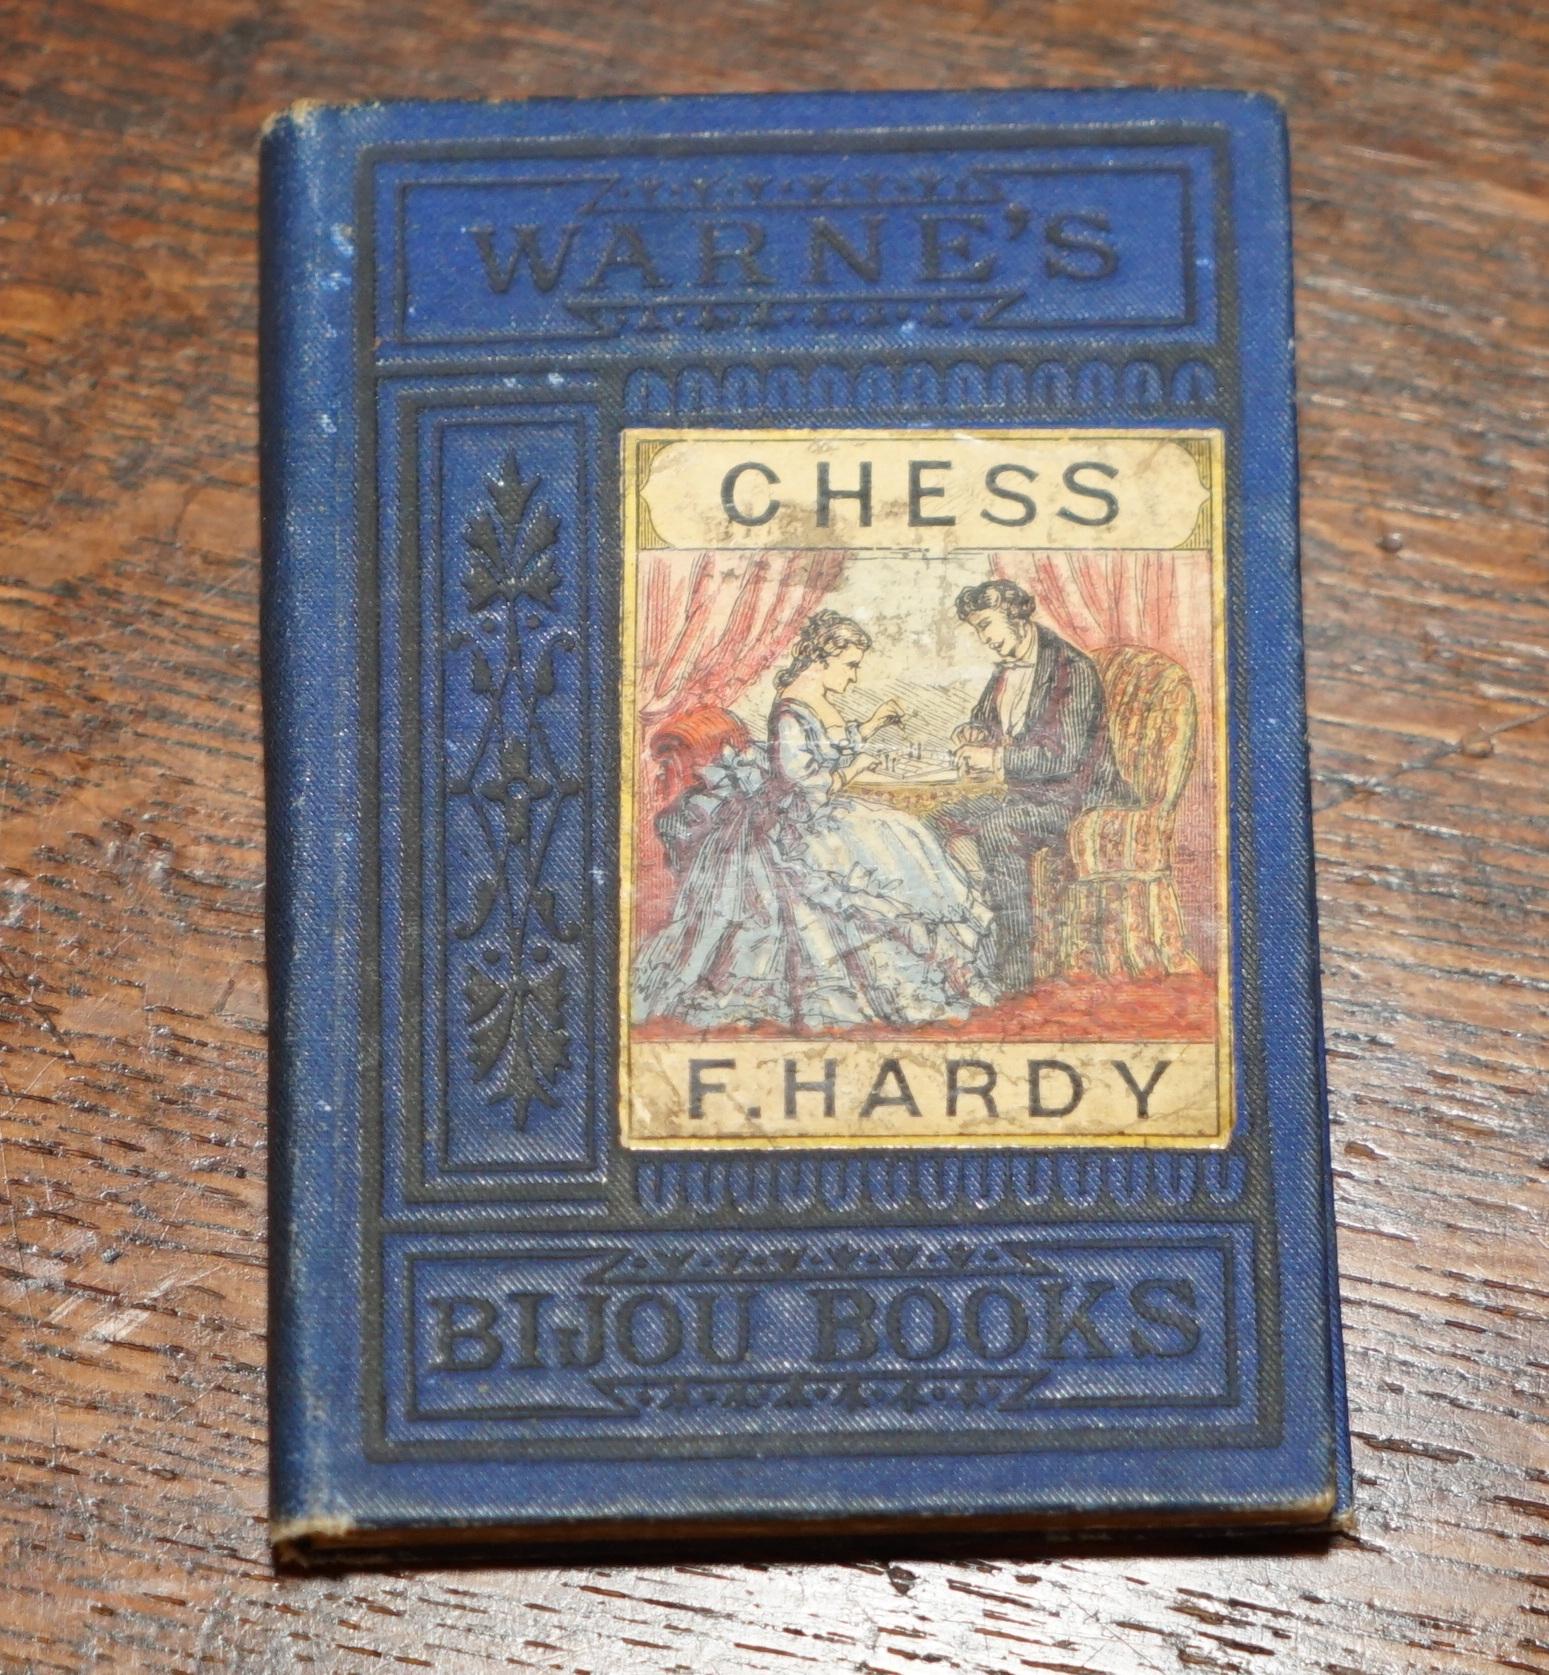 WARNE'S
CHESS
F. HARDY
BIJOU BOOKS